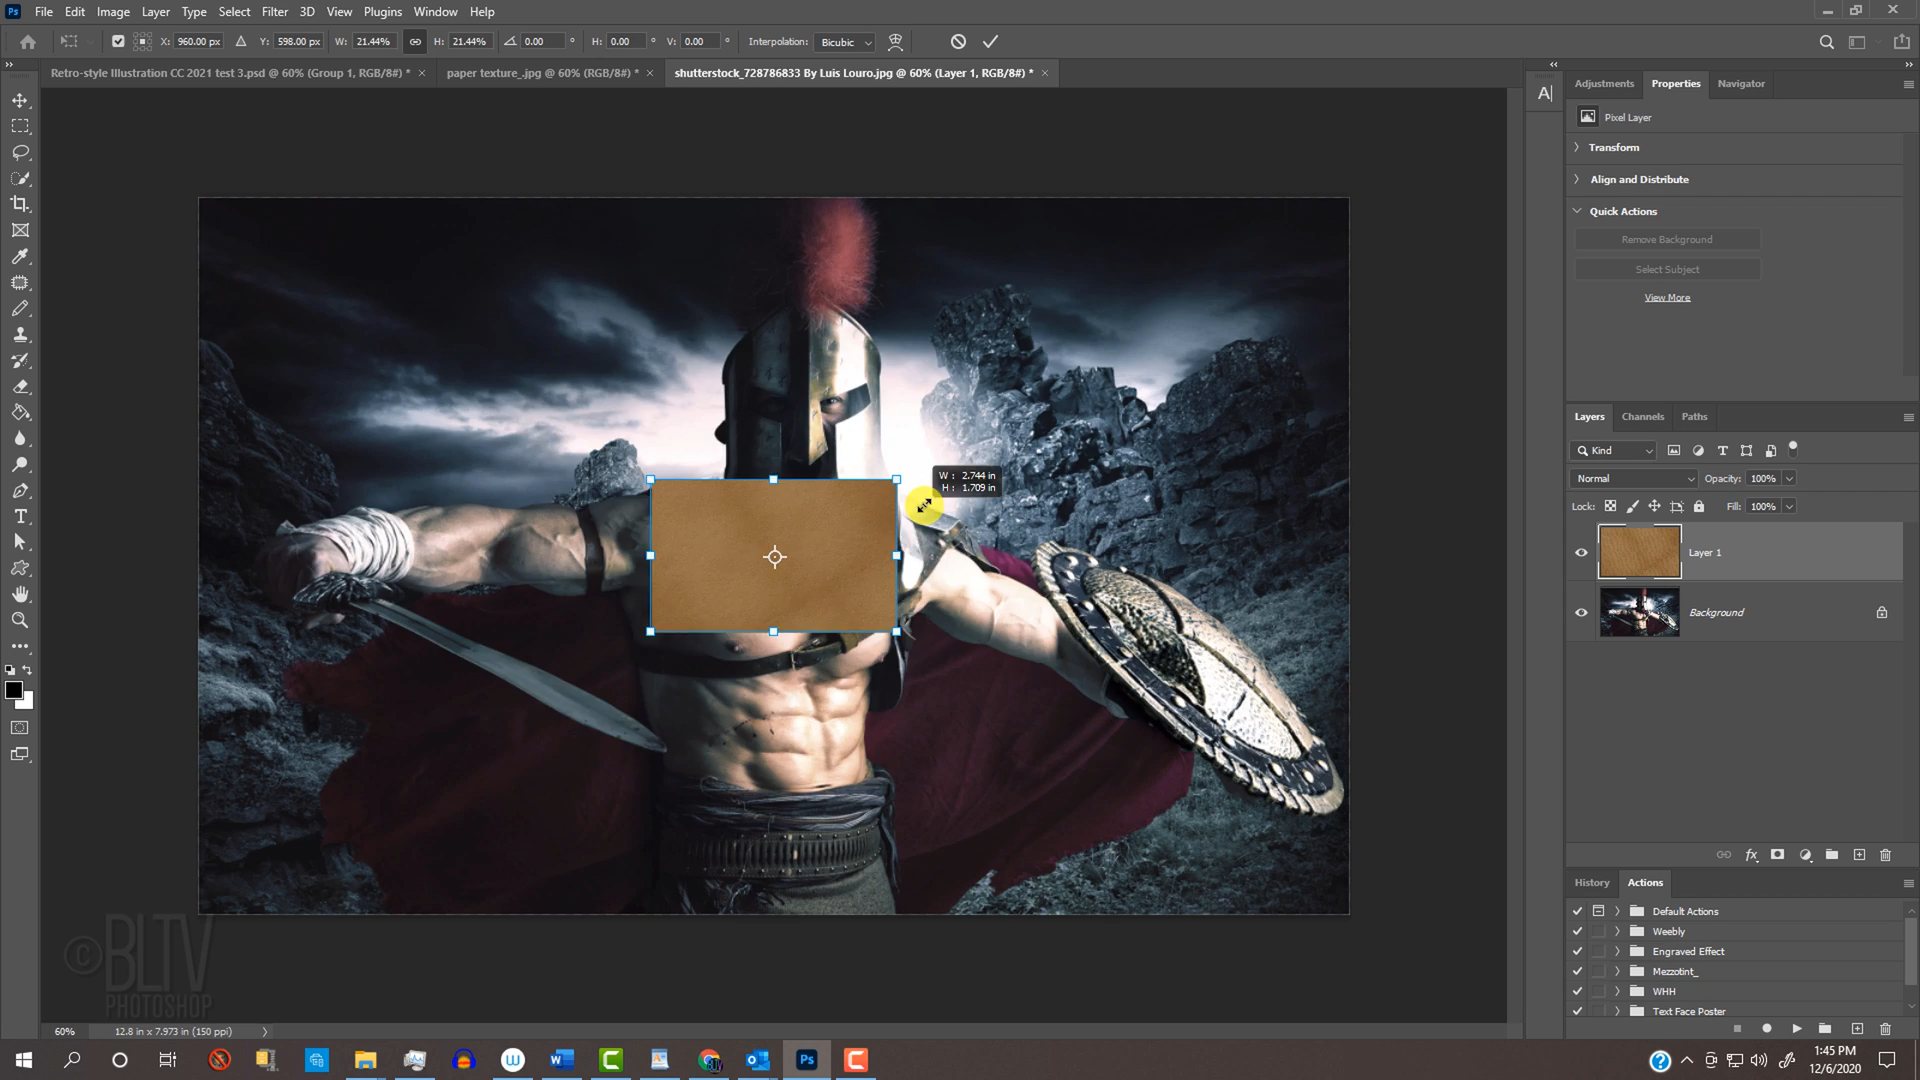 Ps File Edit Image Layer Type Select Filter 3D View Plugins Window Help
X: 960.00 px Y: 598.00 px W: 21.44% H: 21.44% 0.00 ° H: 0.00 ° V: 0.00 ° Interpolation: Bicubic
Retro-style Illustration CC 2021 test 3.psd @ 60% (Group 1, RGB/8#) * × paper texture_.jpg @ 60% (RGB/8#) * × shutterstock_728786833 By Luis Louro.jpg @ 60% (Layer 1, RGB/8#) * ×
A|
Adjustments Properties Navigator
Pixel Layer
Transform
Align and Distribute
Quick Actions
Remove Background
Select Subject
View More
W : 2.744 in
H : 1.709 in
Layers Channels Paths
Kind
Normal Opacity: 100%
Lock: Fill: 100%
Layer 1
Background
fx
History Actions
Default Actions
Weebly
Engraved Effect
Mezzotint_
WHH
Text Face Poster
©BLTV
PHOTOSHOP
60% 12.8 in x 7.973 in (150 ppi)
1:45 PM
12/6/2020